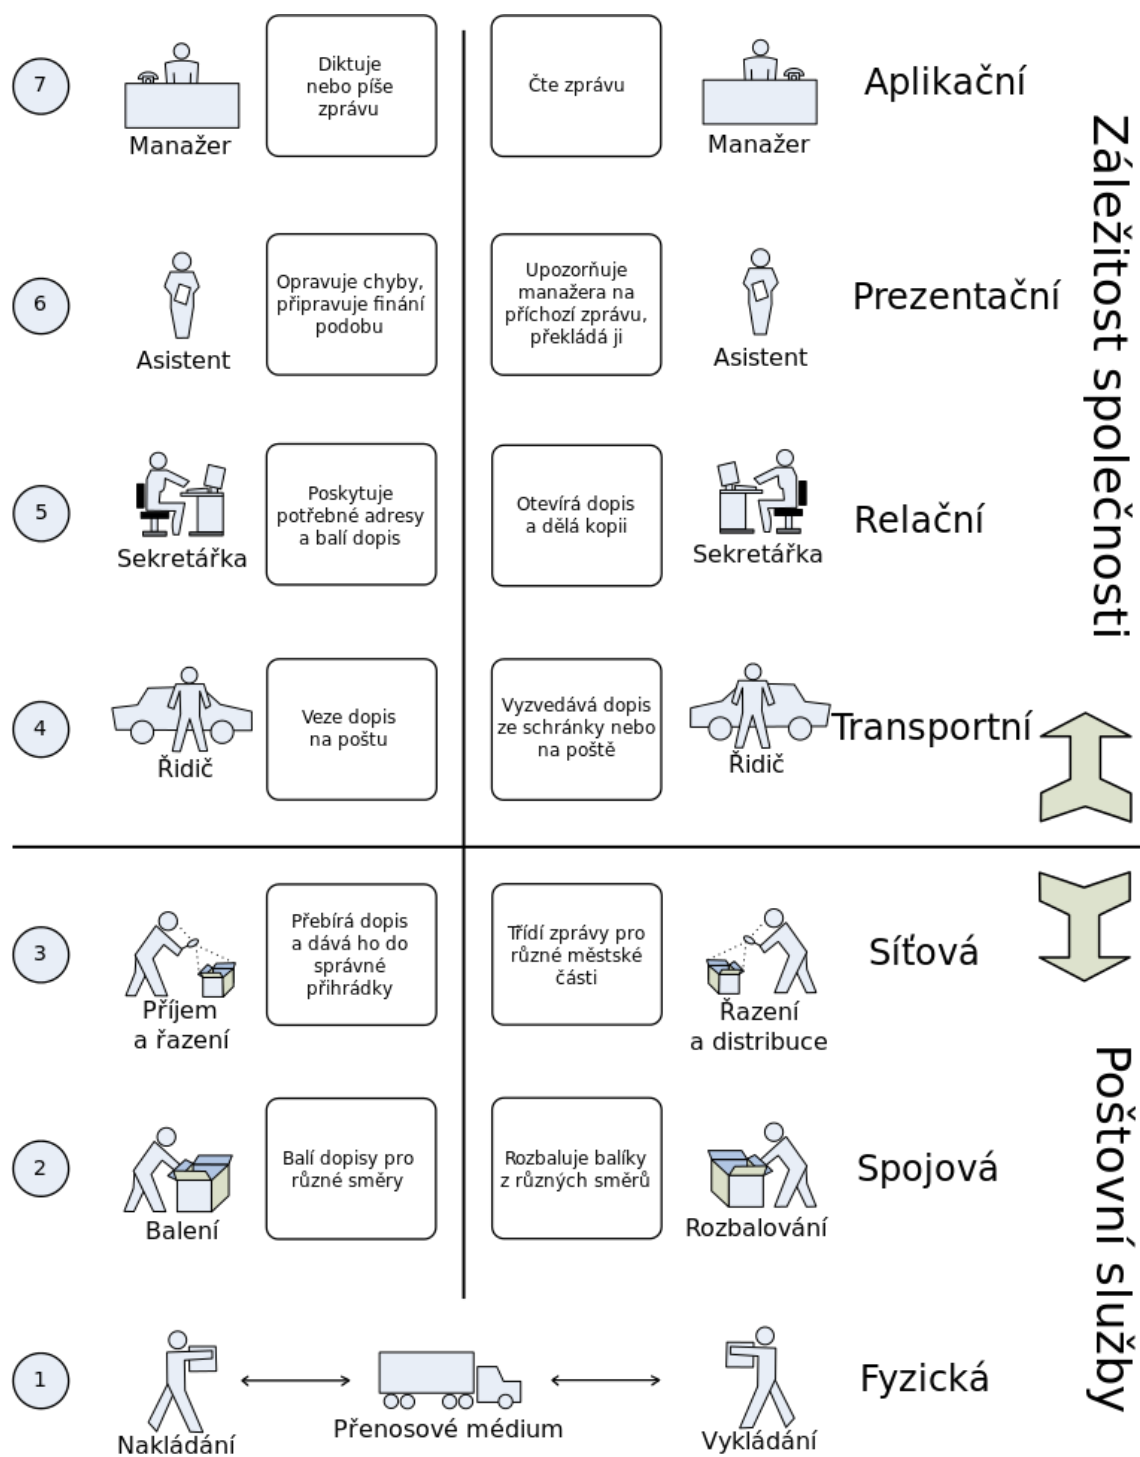 7
Manažer
Diktuje
nebo píše
zprávu
Čte zprávu
Manažer
Aplikační
6
Asistent
Opravuje chyby,
připravuje finání
podobu
Upozorňuje
manažera na
příchozí zprávu,
překládá ji
Asistent
Prezentační
5
Sekretářka
Poskytuje
potřebné adresy
a balí dopis
Otevírá dopis
a dělá kopii
Sekretářka
Relační
4
Řidič
Veze dopis
na poštu
Vyzvedává dopis
ze schránky nebo
na poště
Řidič
Transportní
Záležitost společnosti
3
Příjem
a řazení
Přebírá dopis
a dává ho do
správné
přihrádky
Třídí zprávy pro
různé městské
části
Řazení
a distribuce
Síťová
2
Balení
Balí dopisy pro
různé směry
Rozbaluje balíky
z různých směrů
Rozbalování
Spojová
1
Nakládání
Přenosové médium
Vykládání
Fyzická
Poštovní služby